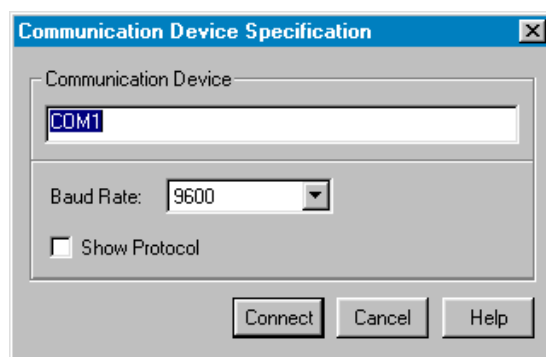 Communication Device Specification
Communication Device
COM1
Baud Rate: 9600
Show Protocol
Connect Cancel Help